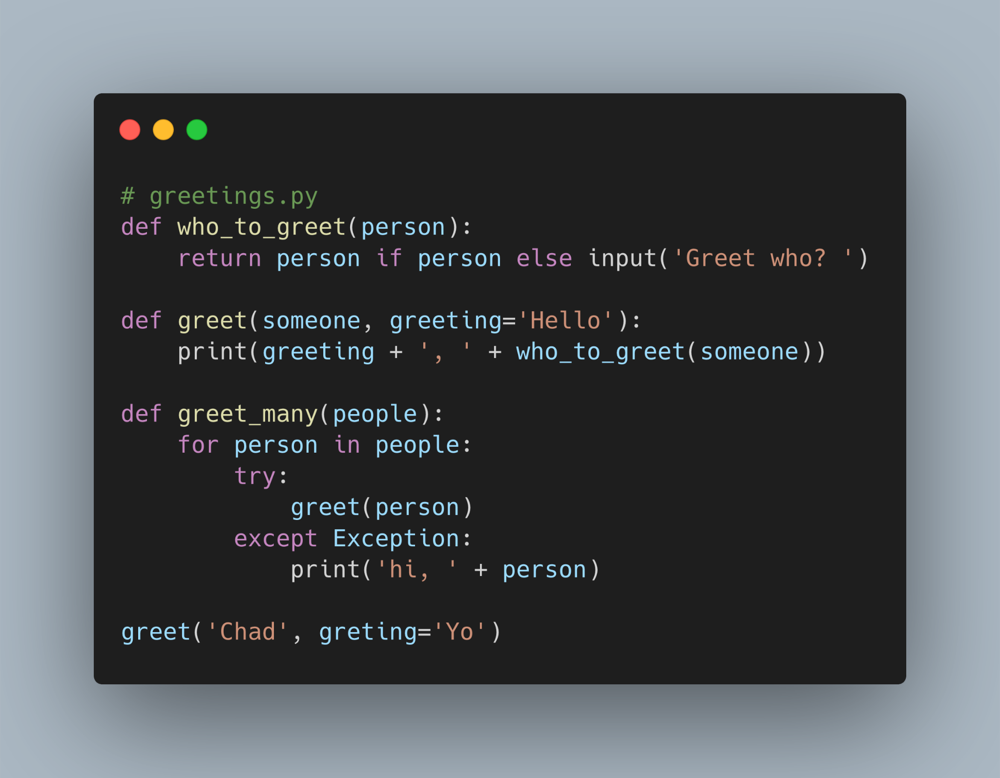 # greetings.py
def who_to_greet(person):
    return person if person else input('Greet who? ')

def greet(someone, greeting='Hello'):
    print(greeting + ', ' + who_to_greet(someone))

def greet_many(people):
    for person in people:
        try:
            greet(person)
        except Exception:
            print('hi, ' + person)

greet('Chad', greting='Yo')